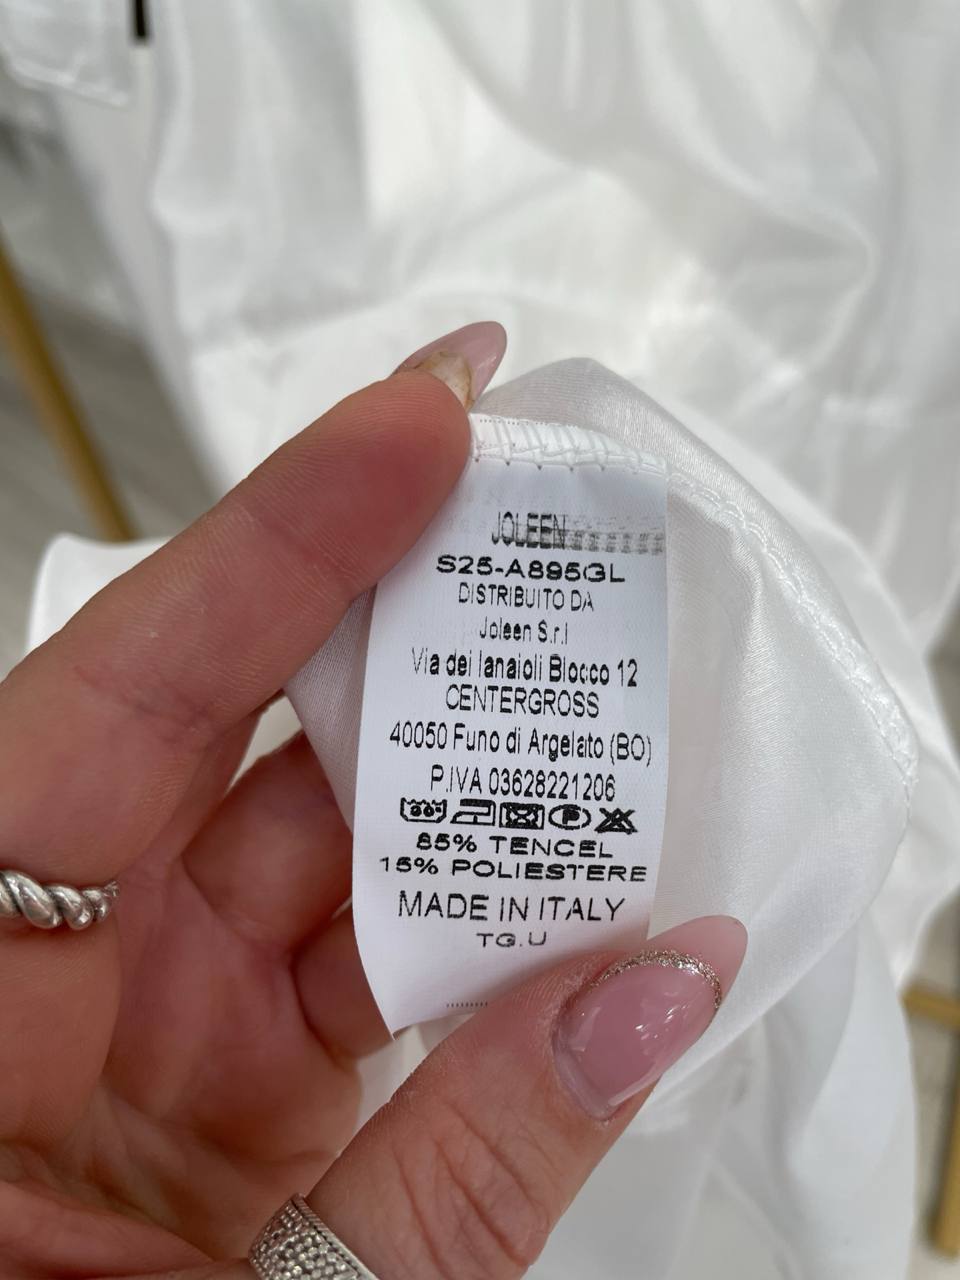 JOLEEN
S25-A895GL
DISTRIBUITO DA
Joleen S.r.l
Via dei lanaioli Blocco 12
CENTERGROSS
40050 Funo di Argelato (BO)
P.IVA 03628221206
85% TENCEL
15% POLIESTERE
MADE IN ITALY
TG.U